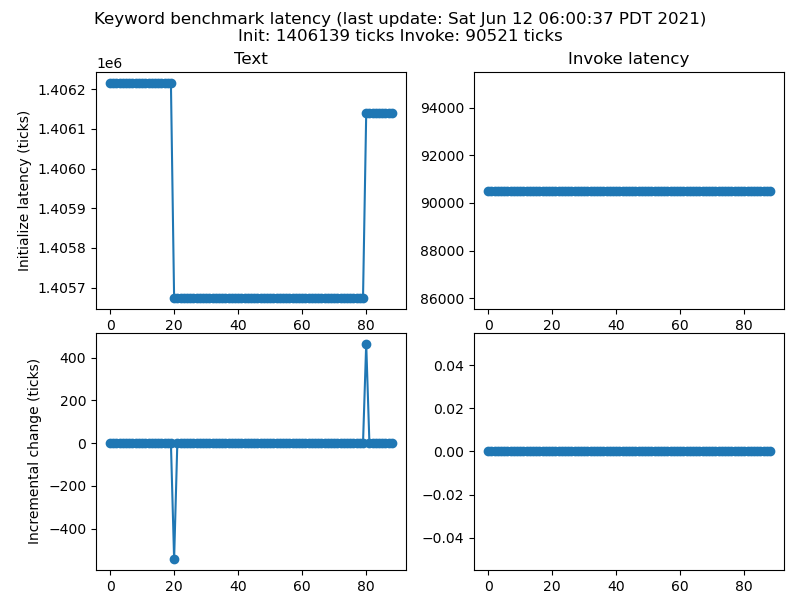 Keyword benchmark latency (last update: Sat Jun 12 06:00:37 PDT 2021)
Init: 1406139 ticks Invoke: 90521 ticks
Text
1e6
Initialize latency (ticks)
1.4062
1.4061
1.4060
1.4059
1.4058
1.4057
0 20 40 60 80
Invoke latency
94000
92000
90000
88000
86000
0 20 40 60 80
Incremental change (ticks)
400
200
0
−200
−400
0 20 40 60 80
0.04
0.02
0.00
−0.02
−0.04
0 20 40 60 80